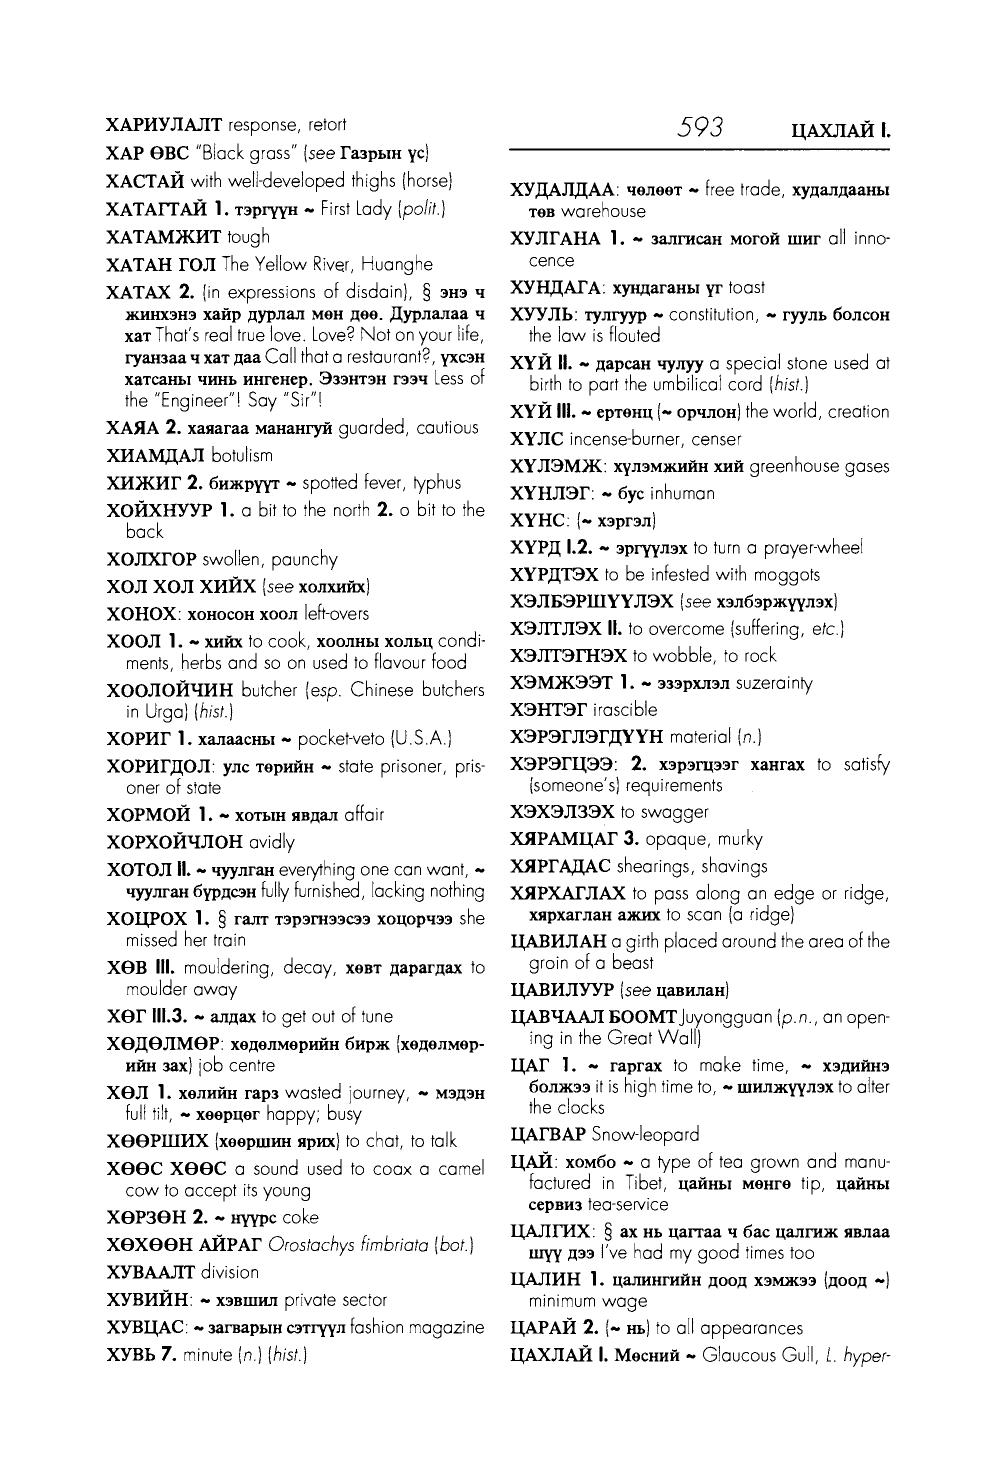 ХАРИУЛАЛТ response, retort
ХАР ӨВС "Black grass" (see Газрын үс)
ХАСТАЙ with well-developed thighs (horse)
ХАТАГТАЙ 1. тэргүүн ~ First Lady (polit.)
ХАТАМЖИТ tough
ХАТАН ГОЛ The Yellow River, Huanghe
ХАТАХ 2. (in expressions of disdain), § энэ ч
жинхэнэ хайр дурлал мөн дөө. Дурлалаа ч
хат That's real true love. Love? Not on your life,
гуанзаа ч хат даа Call that a restaurant?, үхсэн
хатсаны чинь ингенер. Эзэнтэн гээч Less of
the "Engineer"! Say "Sir"!
ХАЯА 2. хаяагаа манангуй guarded, cautious
ХИАМДАЛ botulism
ХИЖИГ 2. бижрүүт ~ spotted fever, typhus
ХОЙХНУУР 1. a bit to the north 2. o bit to the
back
ХОЛХГОР swollen, paunchy
ХОЛ ХОЛ ХИЙХ (see холхийх)
ХОНОХ: хоносон хоол left-overs
ХООЛ 1. ~ хийх to cook, хоолны хольц condi-
ments, herbs and so on used to flavour food
ХООЛОЙЧИН butcher (esp. Chinese butchers
in Urga) (hist.)
ХОРИГ 1. халаасны ~ pocket-veto (U.S.A.)
ХОРИГДОЛ: улс төрийн ~ state prisoner, pris-
oner of state
ХОРМОЙ 1. ~ хотын явдал affair
ХОРХОЙЧЛОН avidly
ХОТОЛ II. ~ чуулган everything one can want, ~
чуулган бүрдсэн fully furnished, lacking nothing
ХОЦРОХ 1. § галт тэрэгнээсээ хоцорчээ she
missed her train
ХӨВ III. mouldering, decay, хөвт дарагдах to
moulder away
ХӨГ III.3. ~ алдах to get out of tune
ХӨДӨЛМӨР: хөдөлмөрийн бирж (хөдөлмөр-
ийн зах) job centre
ХӨЛ 1. хөлийн гарз wasted journey, ~ мэдэн
full tilt, ~ хөөрцөг happy; busy
ХӨӨРШИХ (хөөршин ярих) to chat, to talk
ХӨӨС ХӨӨС a sound used to coax a camel
cow to accept its young
ХӨРЗӨН 2. ~ нүүрс coke
ХӨХӨӨН АЙРАГ Orostachys fimbriata (bot.)
ХУВААЛТ division
ХУВИЙН: ~ хэвшил private sector
ХУВЦАС: ~ загварын сэтгүүл fashion magazine
ХУВЬ 7. minute (n.) (hist.)
593 ЦАХЛАЙ I.
ХУДАЛДАА: чөлөөт ~ free trade, худалдааны
төв warehouse
ХУЛГАНА 1. ~ залгисан могой шиг all inno-
cence
ХУНДАГА: хундаганы үг toast
ХУУЛЬ: тулгуур ~ constitution, ~ гууль болсон
the law is flouted
ХҮЙ II. ~ дарсан чулуу a special stone used at
birth to part the umbilical cord (hist.)
ХҮЙ III. ~ ертөнц (~ орчлон) the world, creation
ХҮЛС incense-burner, censer
ХҮЛЭМЖ: хүлэмжийн хий greenhouse gases
ХҮНЛЭГ: ~ бус inhuman
ХҮНС: (~ хэргэл)
ХҮРД I.2. ~ эргүүлэх to turn a prayer-wheel
ХҮРДТЭХ to be infested with moggots
ХЭЛБЭРШҮҮЛЭХ (see хэлбэржүүлэх)
ХЭЛТЛЭХ II. to overcome (suffering, etc.)
ХЭЛТЭГНЭХ to wobble, to rock
ХЭМЖЭЭТ 1. ~ эзэрхлэл suzerainty
ХЭНТЭГ irascible
ХЭРЭГЛЭГДҮҮН material (n.)
ХЭРЭГЦЭЭ: 2. хэрэгцээг хангах to satisfy
(someone's) requirements
ХЭХЭЛЗЭХ to swagger
ХЯРАМЦАГ 3. opaque, murky
ХЯРГАДАС shearings, shavings
ХЯРХАГЛАХ to pass along an edge or ridge,
хярхаглан ажих to scan (a ridge)
ЦАВИЛАН a girth placed around the area of the
groin of a beast
ЦАВИЛУУР (see цавилан)
ЦАВЧААЛ БООМТ Juyongguan (p.n., an open-
ing in the Great Wall)
ЦАГ 1. ~ гаргах to make time, ~ хэдийнэ
болжээ it is high time to, ~ шилжүүлэх to alter
the clocks
ЦАГВАР Snow-leopard
ЦАЙ: хомбо ~ a type of tea grown and manu-
factured in Tibet, цайны мөнгө tip, цайны
сервиз tea-service
ЦАЛГИХ: § ах нь цагтаа ч бас цалгиж явлаа
шүү дээ I've had my good times too
ЦАЛИН 1. цалингийн доод хэмжээ (доод ~)
minimum wage
ЦАРАЙ 2. (~ нь) to all appearances
ЦАХЛАЙ I. Мөсний ~ Glaucous Gull, L. hyper-